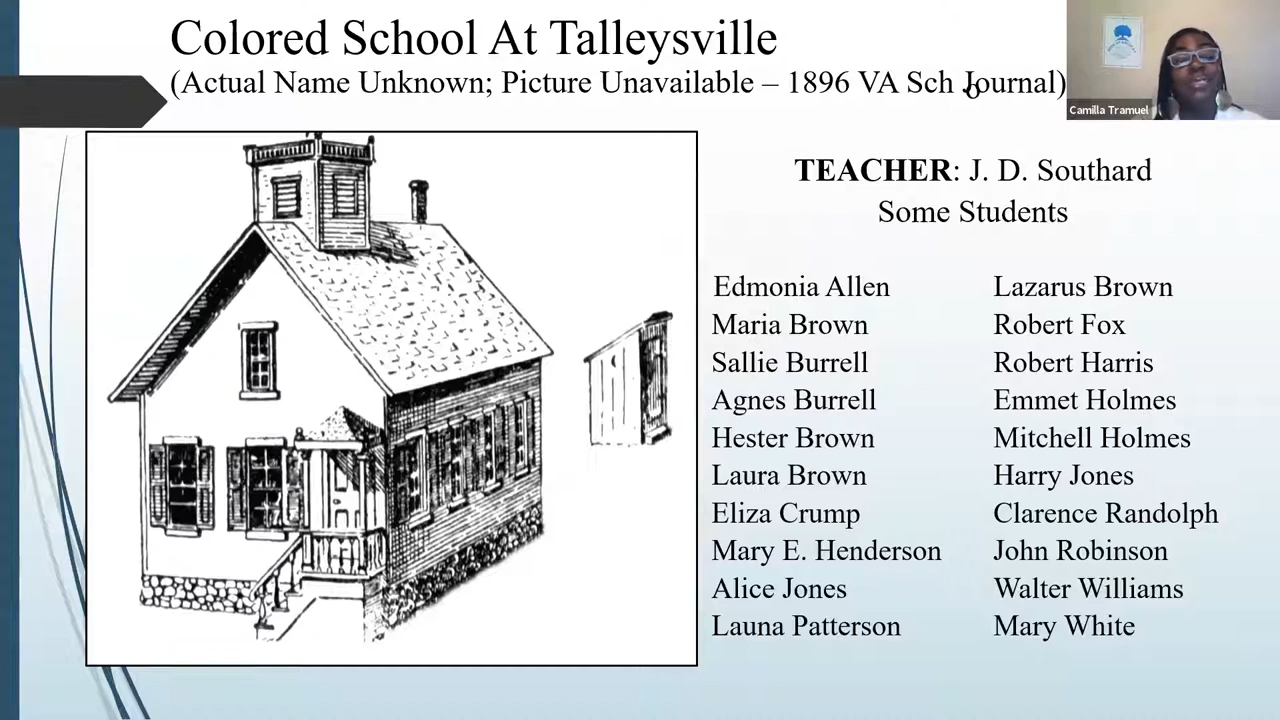 Colored School At Talleysville
(Actual Name Unknown; Picture Unavailable – 1896 VA Sch Journal)
Camilla Tramuel
TEACHER: J. D. Southard
Some Students
Edmonia Allen
Maria Brown
Sallie Burrell
Agnes Burrell
Hester Brown
Laura Brown
Eliza Crump
Mary E. Henderson
Alice Jones
Launa Patterson
Lazarus Brown
Robert Fox
Robert Harris
Emmet Holmes
Mitchell Holmes
Harry Jones
Clarence Randolph
John Robinson
Walter Williams
Mary White